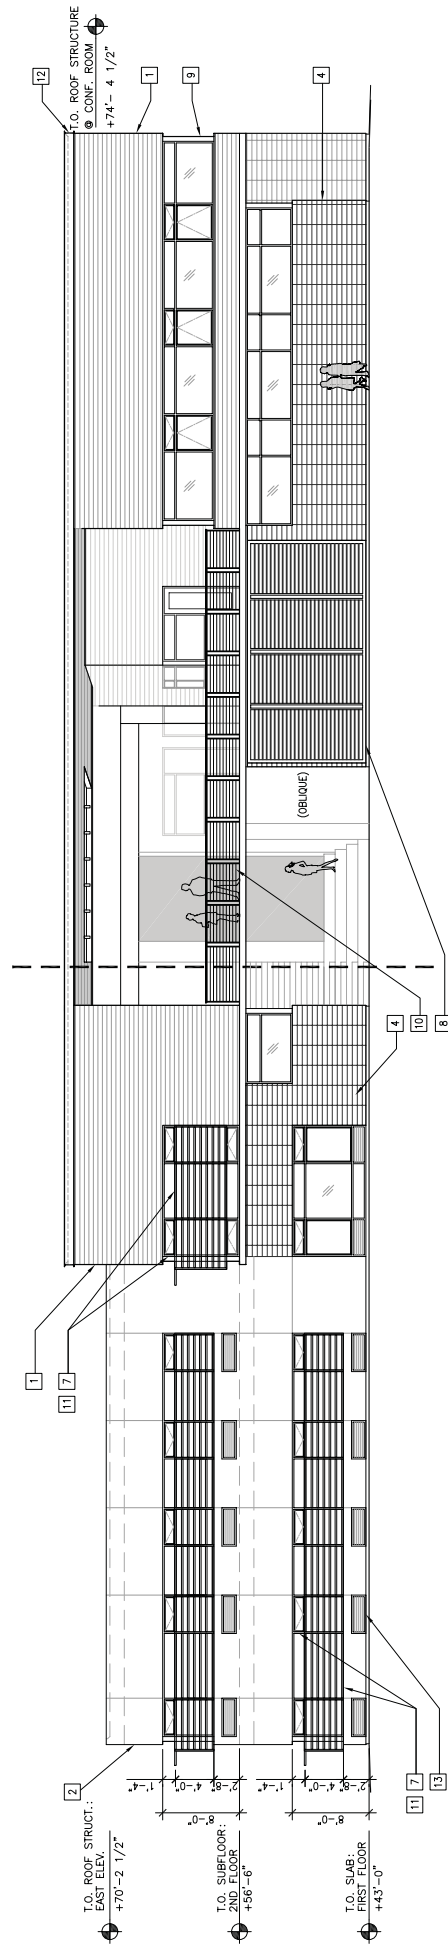 T.O. ROOF STRUCTURE
@ CONF. ROOM
+74'- 4 1/2"
12
1
9
4
(OBLIQUE)
4
10
8
1
7
11
2
T.O. ROOF STRUCT.:
EAST ELEV.
+70'-2 1/2"
T.O. SUBFLOOR:
2ND FLOOR
+56'-6"
T.O. SLAB:
FIRST FLOOR
+43'-0"
8'-0"
1'-4"
4'-0"
2'-8"
8'-0"
1'-4"
4'-0"
2'-8"
7
11
13